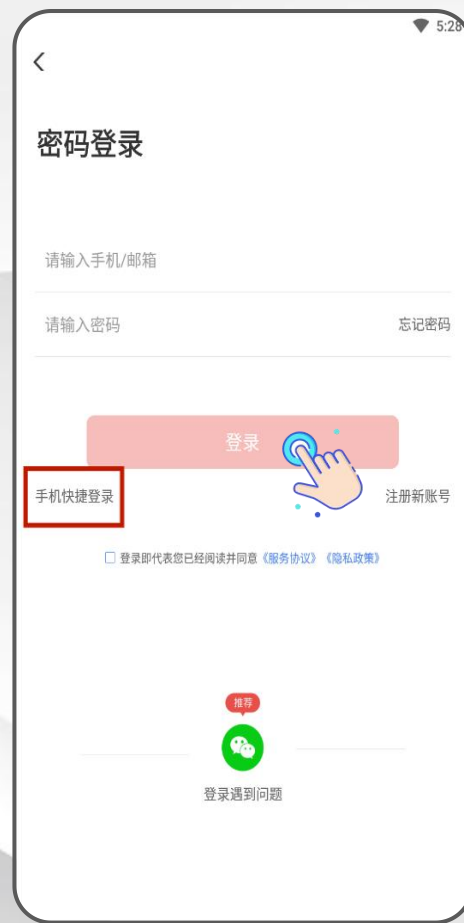 5:28
密码登录
请输入手机/邮箱
请输入密码 忘记密码
登录
手机快捷登录 注册新账号
登录即代表您已经阅读并同意《服务协议》《隐私政策》
推荐
登录遇到问题